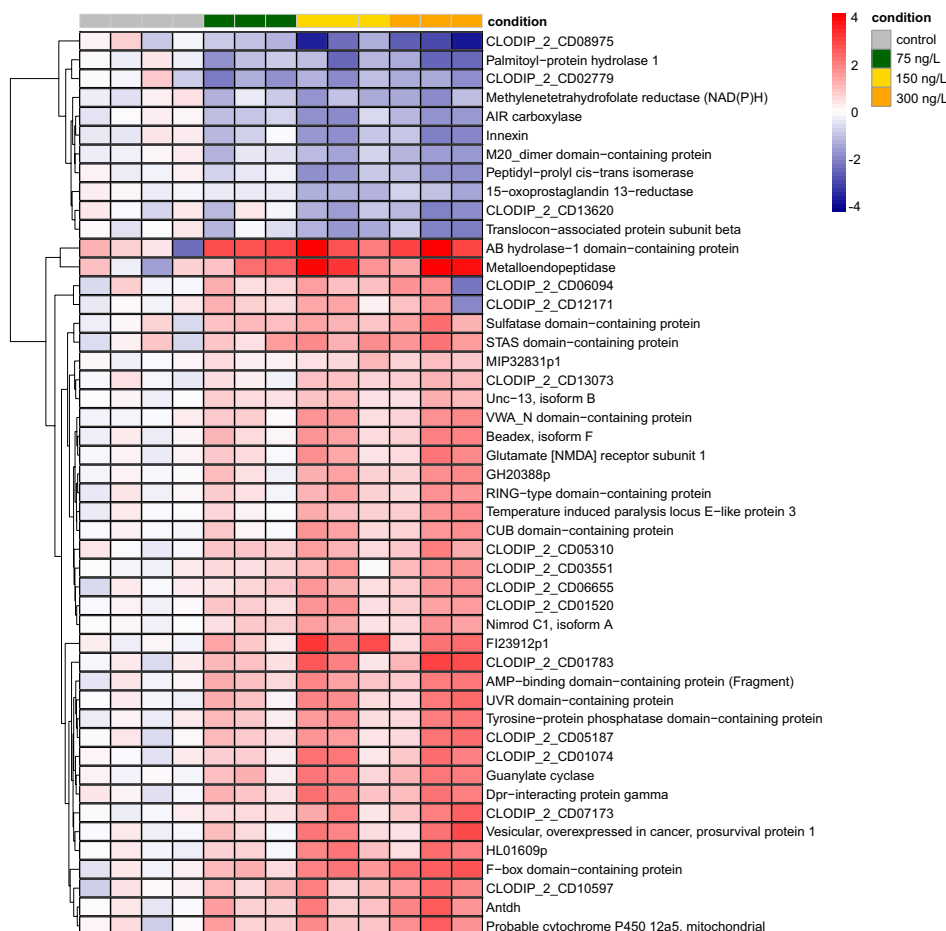 condition
CLODIP_2_CD08975
Palmitoyl−protein hydrolase 1
CLODIP_2_CD02779
Methylenetetrahydrofolate reductase (NAD(P)H)
AIR carboxylase
Innexin
M20_dimer domain−containing protein
Peptidyl−prolyl cis−trans isomerase
15−oxoprostaglandin 13−reductase
CLODIP_2_CD13620
Translocon−associated protein subunit beta
AB hydrolase−1 domain−containing protein
Metalloendopeptidase
CLODIP_2_CD06094
CLODIP_2_CD12171
Sulfatase domain−containing protein
STAS domain−containing protein
MIP32831p1
CLODIP_2_CD13073
Unc−13, isoform B
VWA_N domain−containing protein
Beadex, isoform F
Glutamate [NMDA] receptor subunit 1
GH20388p
RING−type domain−containing protein
Temperature induced paralysis locus E−like protein 3
CUB domain−containing protein
CLODIP_2_CD05310
CLODIP_2_CD03551
CLODIP_2_CD06655
CLODIP_2_CD01520
Nimrod C1, isoform A
FI23912p1
CLODIP_2_CD01783
AMP−binding domain−containing protein (Fragment)
UVR domain−containing protein
Tyrosine−protein phosphatase domain−containing protein
CLODIP_2_CD05187
CLODIP_2_CD01074
Guanylate cyclase
Dpr−interacting protein gamma
CLODIP_2_CD07173
Vesicular, overexpressed in cancer, prosurvival protein 1
HL01609p
F−box domain−containing protein
CLODIP_2_CD10597
Antdh
Probable cytochrome P450 12a5, mitochondrial
4
2
0
−2
−4
condition
control
75 ng/L
150 ng/L
300 ng/L